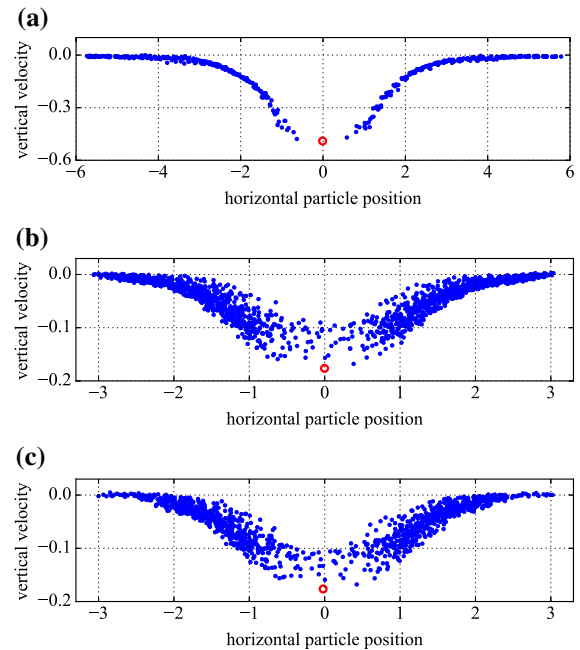 (a)
0.0
−0.3
−0.6
vertical velocity
−6 −4 −2 0 2 4 6
horizontal particle position
(b)
0.0
−0.1
−0.2
vertical velocity
−3 −2 −1 0 1 2 3
horizontal particle position
(c)
0.0
−0.1
−0.2
vertical velocity
−3 −2 −1 0 1 2 3
horizontal particle position